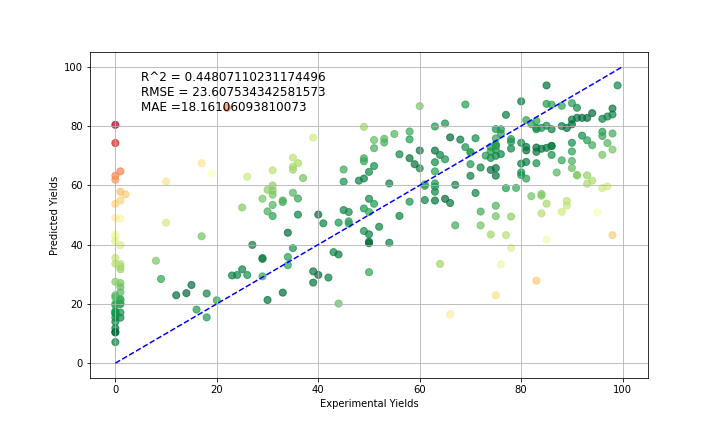 R^2 = 0.44807110231174496
RMSE = 23.607534342581573
MAE =18.16106093810073
100
80
60
40
20
0
Predicted Yields
0 20 40 60 80 100
Experimental Yields